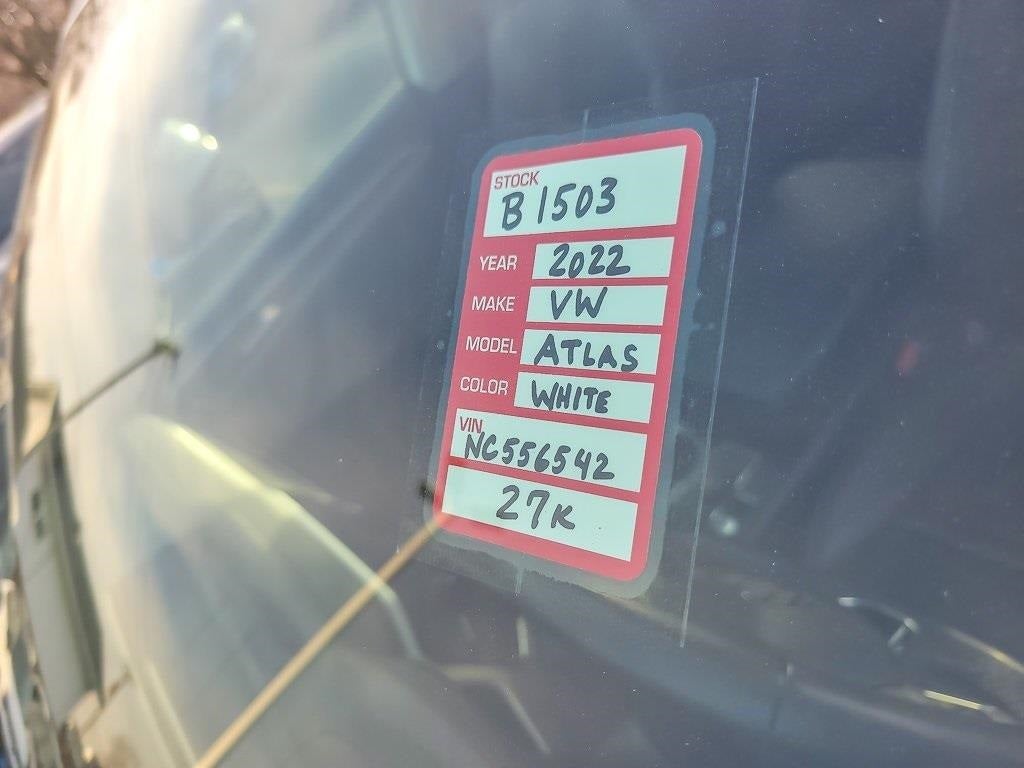 STOCK
B1503
YEAR 2022
MAKE VW
MODEL ATLAS
COLOR WHITE
VIN
NC556542
27K